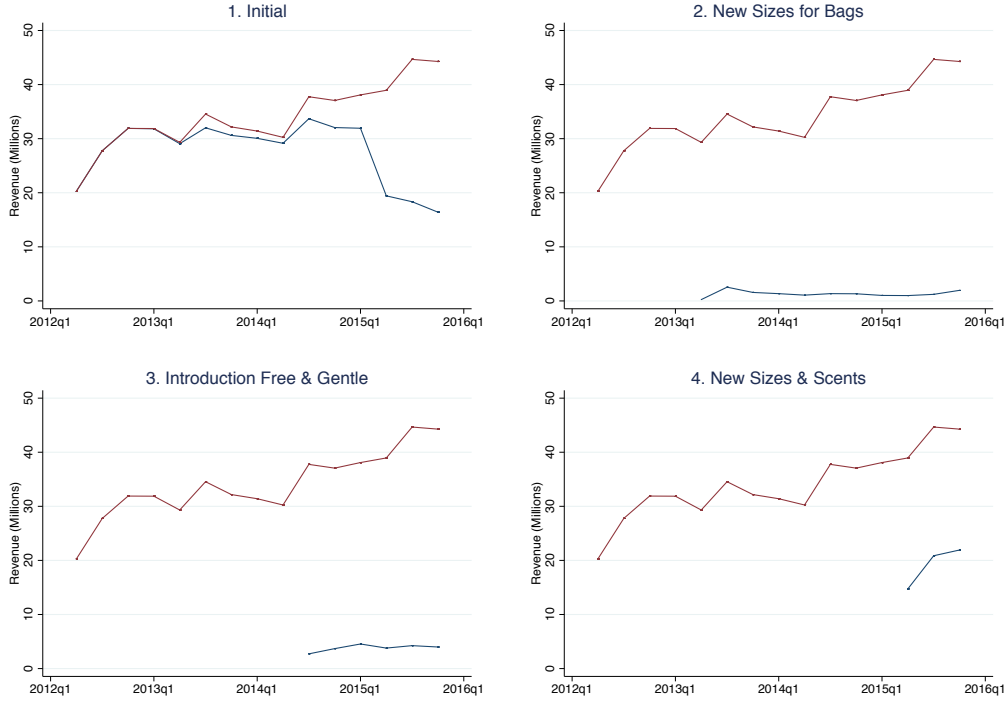 1. Initial
Revenue (Millions)
50
40
30
20
10
0
2012q1 2013q1 2014q1 2015q1 2016q1
2. New Sizes for Bags
Revenue (Millions)
50
40
30
20
10
0
2012q1 2013q1 2014q1 2015q1 2016q1
3. Introduction Free & Gentle
Revenue (Millions)
50
40
30
20
10
0
2012q1 2013q1 2014q1 2015q1 2016q1
4. New Sizes & Scents
Revenue (Millions)
50
40
30
20
10
0
2012q1 2013q1 2014q1 2015q1 2016q1